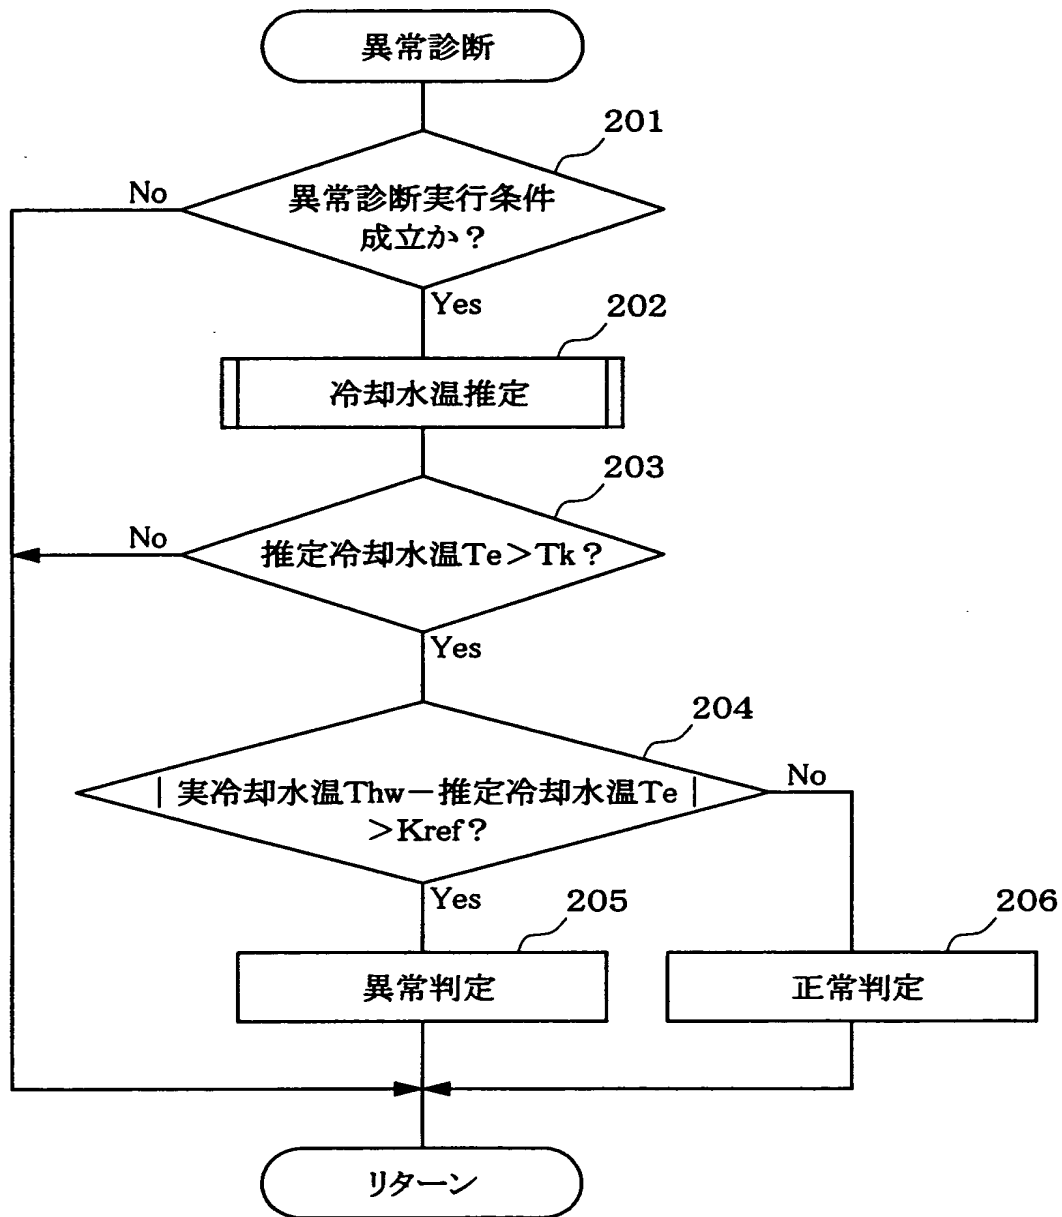 異常診断
201
No
異常診断実行条件
成立か？
Yes
202
冷却水温推定
203
No
推定冷却水温Te＞Tk？
Yes
204
｜実冷却水温Thw－推定冷却水温Te｜
＞Kref？
No
Yes
205
異常判定
206
正常判定
リターン